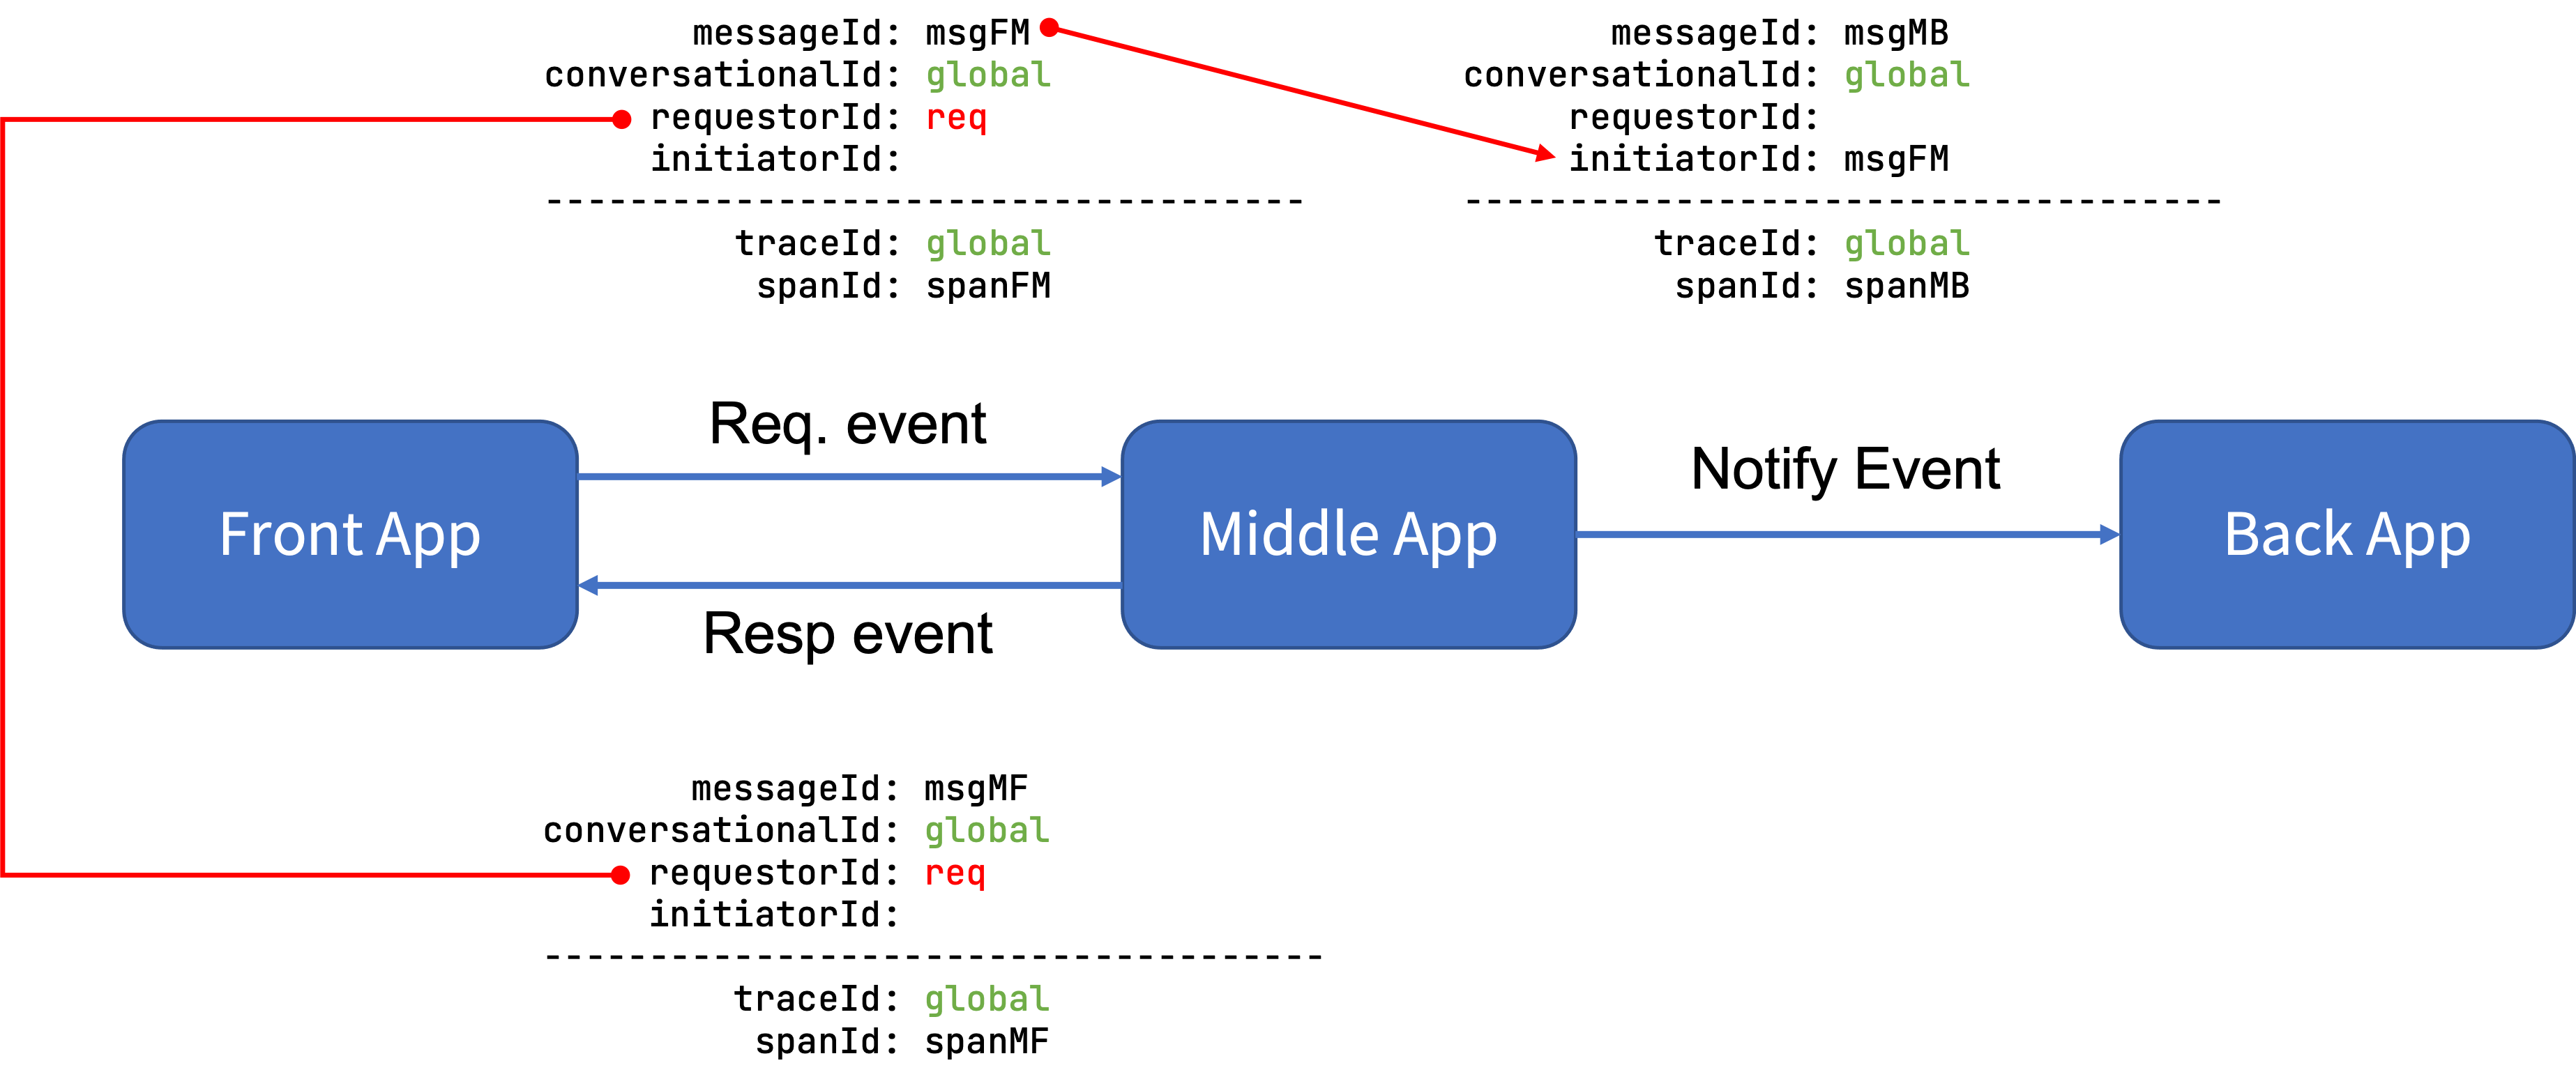 messageId: msgFM
conversationalId: global
requestorId: req
initiatorId:
----
traceId: global
spanId: spanFM
messageId: msgMB
conversationalId: global
requestorId:
initiatorId: msgFM
------------------------------------
traceId: global
spanId: spanMB
Req. event
Front App
Middle App
Resp event
Notify Event
Back App
messageId: msgMF
conversationalId: global
requestorId: req
initiatorId:
-------------------------------------
traceId: global
spanId: spanMF